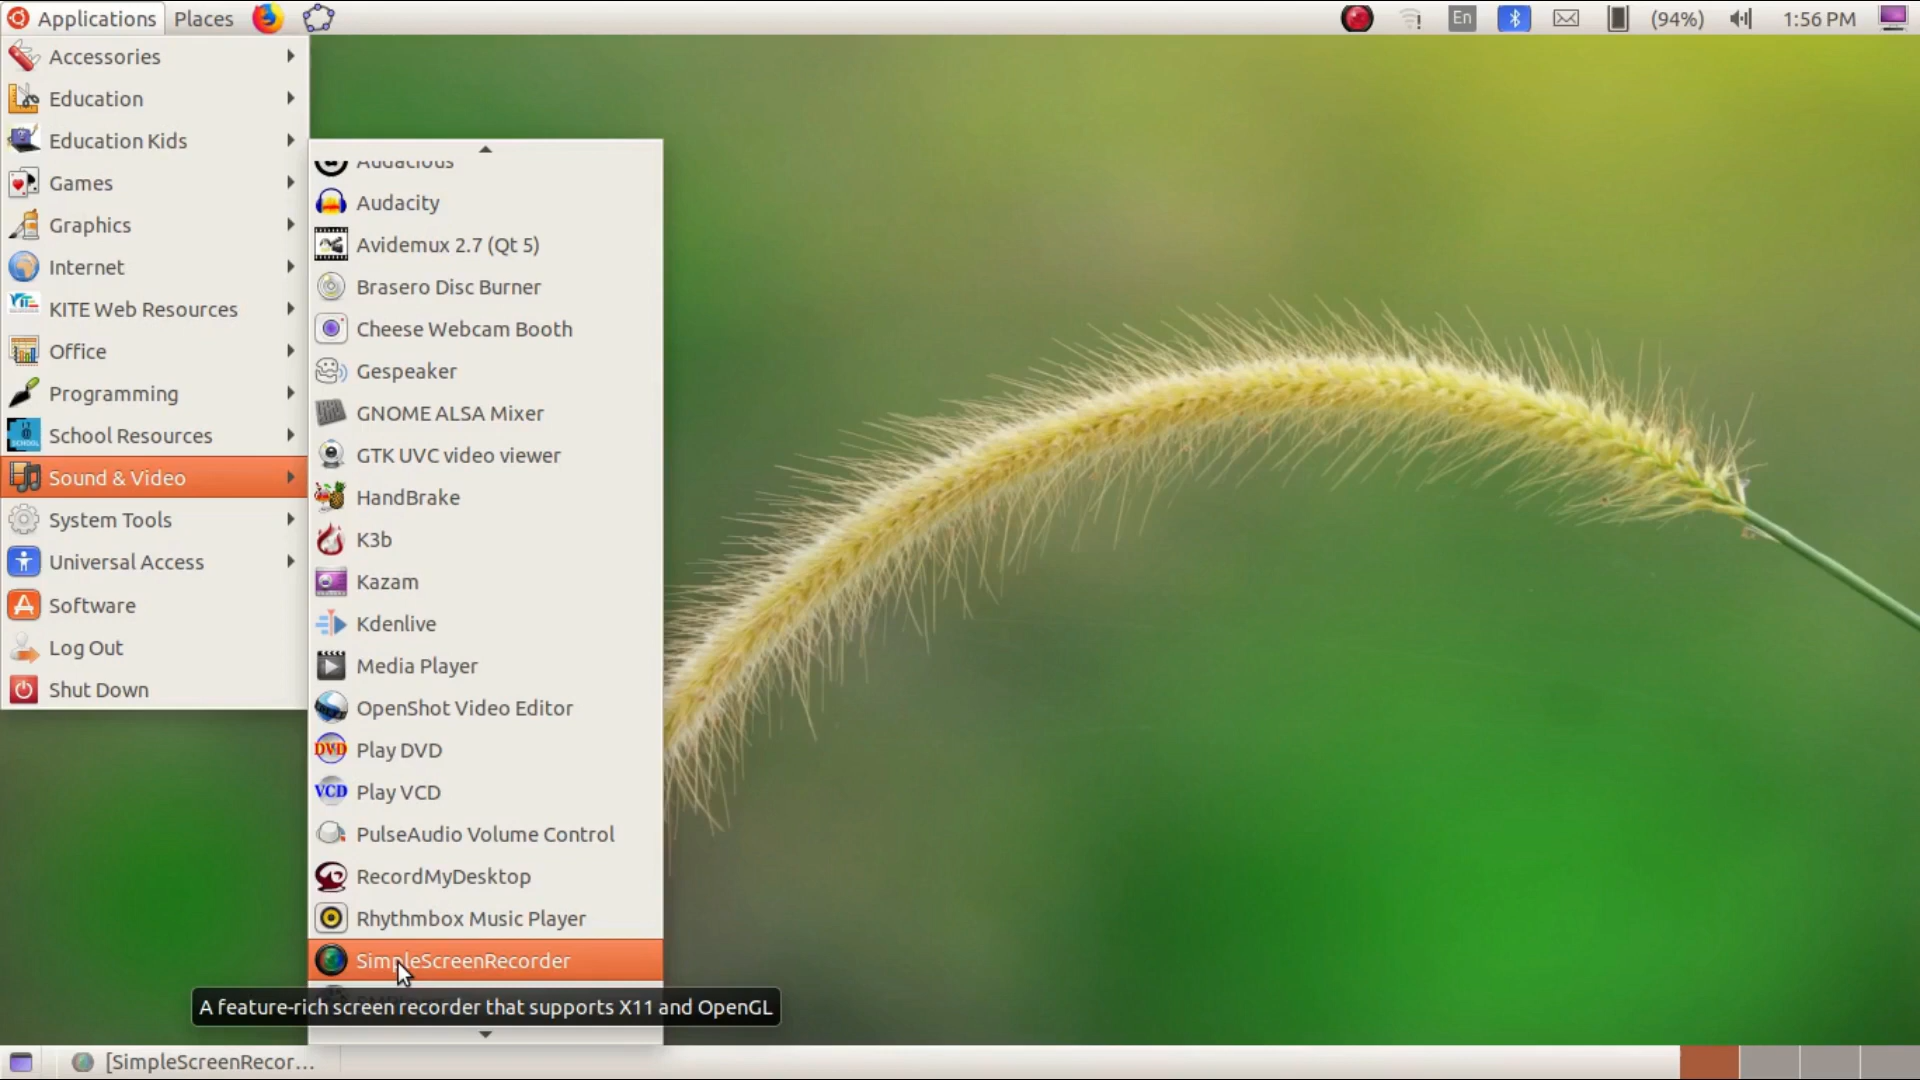 Applications Places En (94%) 1:56 PM
Accessories
Education
Education Kids
Games
Graphics
Internet
KITE Web Resources
Office
Programming
School Resources
Sound & Video
System Tools
Universal Access
Software
Log Out
Shut Down
Audacious
Audacity
Avidemux 2.7 (Qt 5)
Brasero Disc Burner
Cheese Webcam Booth
Gespeaker
GNOME ALSA Mixer
GTK UVC video viewer
HandBrake
K3b
Kazam
Kdenlive
Media Player
OpenShot Video Editor
DVD Play DVD
VCD Play VCD
PulseAudio Volume Control
RecordMyDesktop
Rhythmbox Music Player
SimpleScreenRecorder
A feature-rich screen recorder that supports X11 and OpenGL
[SimpleScreenRecor...